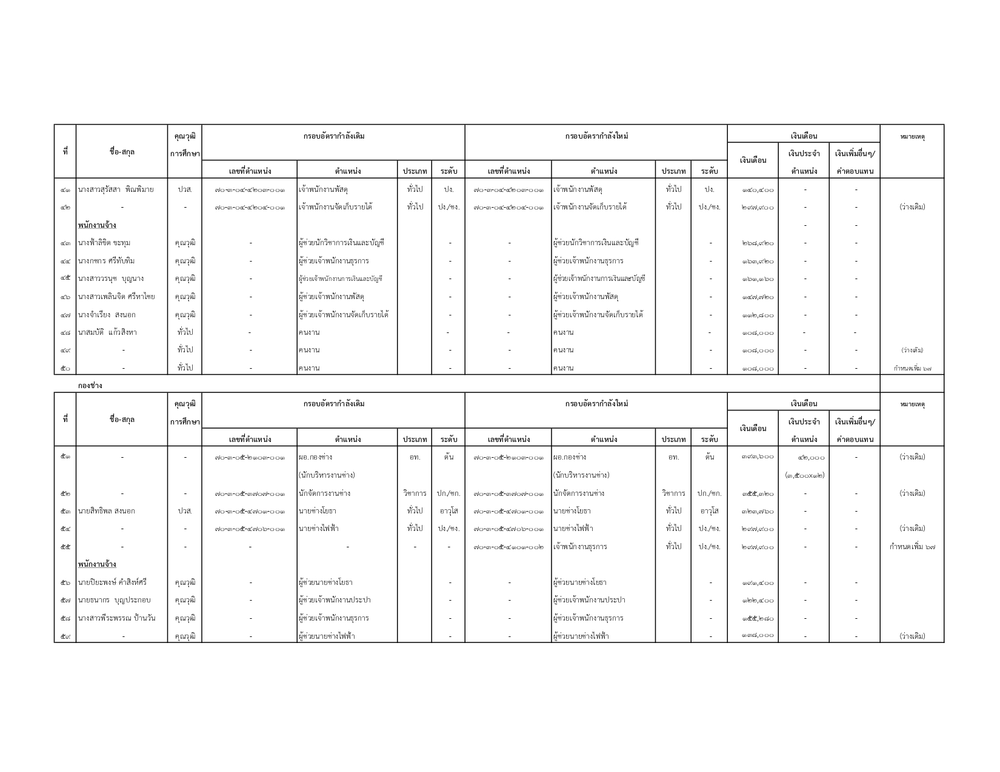 ที่ ชื่อ-สกุล คุณวุฒิ การศึกษา กรอบอัตรากำลังเดิม กรอบอัตรากำลังใหม่ เงินเดือน หมายเหตุ
เงินเดือน เงินประจำ ตำแหน่ง เงินเพิ่มอื่นๆ/ ค่าตอบแทน
เลขที่ตำแหน่ง ตำแหน่ง ประเภท ระดับ เลขที่ตำแหน่ง ตำแหน่ง ประเภท ระดับ
๔๑ นางสาวสุรัสสา พิณพิมาย ปวส. ๗๐-๓-๐๔-๔๒๐๓-๐๐๑ เจ้าพนักงานพัสดุ ทั่วไป ปง. ๗๐-๓-๐๔-๔๒๐๓-๐๐๑ เจ้าพนักงานพัสดุ ทั่วไป ปง. ๑๔๐,๔๐๐ - -
๔๒ - - ๗๐-๓-๐๔-๔๒๐๔-๐๐๑ เจ้าพนักงานจัดเก็บรายได้ ทั่วไป ปง./ชง. ๗๐-๓-๐๔-๔๒๐๔-๐๐๑ เจ้าพนักงานจัดเก็บรายได้ ทั่วไป ปง./ชง. ๒๙๗,๙๐๐ - - (ว่างเดิม)
พนักงานจ้าง - -
๔๓ นางฟ้าลิขิต ขะทุม คุณวุฒิ - ผู้ช่วยนักวิชาการเงินและบัญชี - - ผู้ช่วยนักวิชาการเงินและบัญชี - ๒๖๘,๙๒๐ - -
๔๔ นางกชกร ศรีทับทิม คุณวุฒิ - ผู้ช่วยเจ้าพนักงานธุรการ - - ผู้ช่วยเจ้าพนักงานธุรการ - ๑๖๓,๙๒๐ - -
๔๕ นางสาววรนุช บุญนาง คุณวุฒิ - ผู้ช่วยเจ้าพนักงานการเงินและบัญชี - - ผู้ช่วยเจ้าพนักงานการเงินและบัญชี - ๑๖๑,๑๖๐ - -
๔๖ นางสาวเพลินจิต ศรีหาไชย คุณวุฒิ - ผู้ช่วยเจ้าพนักงานพัสดุ - - ผู้ช่วยเจ้าพนักงานพัสดุ - ๑๔๗,๗๒๐ - -
๔๗ นางจำเรียง สงนอก คุณวุฒิ - ผู้ช่วยเจ้าพนักงานจัดเก็บรายได้ - - ผู้ช่วยเจ้าพนักงานจัดเก็บรายได้ - ๑๑๒,๘๐๐ - -
๔๘ นาสมบัติ แก้วสิงหา ทั่วไป - คนงาน - - คนงาน - ๑๐๘,๐๐๐ - -
๔๙ - ทั่วไป - คนงาน - - คนงาน - ๑๐๘,๐๐๐ - - (ว่างเดิม)
๕๐ - ทั่วไป - คนงาน - - คนงาน - ๑๐๘,๐๐๐ - - กำหนดเพิ่ม ๖๗
กองช่าง
ที่ ชื่อ-สกุล คุณวุฒิ การศึกษา กรอบอัตรากำลังเดิม กรอบอัตรากำลังใหม่ เงินเดือน หมายเหตุ
เงินเดือน เงินประจำ ตำแหน่ง เงินเพิ่มอื่นๆ/ ค่าตอบแทน
เลขที่ตำแหน่ง ตำแหน่ง ประเภท ระดับ เลขที่ตำแหน่ง ตำแหน่ง ประเภท ระดับ
๕๑ - - ๗๐-๓-๐๕-๒๑๐๓-๐๐๑ ผอ.กองช่าง อท. ต้น ๗๐-๓-๐๕-๒๑๐๓-๐๐๑ ผอ.กองช่าง อท. ต้น ๓๙๓,๖๐๐ ๔๒,๐๐๐ - (ว่างเดิม)
(นักบริหารงานช่าง) (นักบริหารงานช่าง) (๓,๕๐๐x๑๒)
๕๒ - - ๗๐-๓-๐๕-๓๗๐๗-๐๐๑ นักจัดการงานช่าง วิชาการ ปก./ชก. ๗๐-๓-๐๕-๓๗๐๗-๐๐๑ นักจัดการงานช่าง วิชาการ ปก./ชก. ๓๕๕,๓๒๐ - - (ว่างเดิม)
๕๓ นายสิทธิพล สงนอก ปวส. ๗๐-๓-๐๕-๔๗๐๑-๐๐๑ นายช่างโยธา ทั่วไป อาวุโส ๗๐-๓-๐๕-๔๗๐๑-๐๐๑ นายช่างโยธา ทั่วไป อาวุโส ๓๒๓,๗๖๐ - -
๕๔ - - ๗๐-๓-๐๕-๔๗๐๖-๐๐๑ นายช่างไฟฟ้า ทั่วไป ปง./ชง. ๗๐-๓-๐๕-๔๗๐๖-๐๐๑ นายช่างไฟฟ้า ทั่วไป ปง./ชง. ๒๙๗,๙๐๐ - - (ว่างเดิม)
๕๕ - - - - - - ๗๐-๓-๐๕-๔๑๐๑-๐๐๒ เจ้าพนักงานธุรการ ทั่วไป ปง./ชง. ๒๙๗,๙๐๐ - - กำหนดเพิ่ม ๖๗
พนักงานจ้าง
๕๖ นายปิยะพงษ์ คำสิงห์ศรี คุณวุฒิ - ผู้ช่วยนายช่างโยธา - - ผู้ช่วยนายช่างโยธา - ๑๙๑,๔๐๐ - -
๕๗ นายธนากร บุญประกอบ คุณวุฒิ - ผู้ช่วยเจ้าพนักงานประปา - - ผู้ช่วยเจ้าพนักงานประปา - ๑๒๒,๔๐๐ - -
๕๘ นางสาวพีระพรรณ ป้านวัน คุณวุฒิ - ผู้ช่วยเจ้าพนักงานธุรการ - - ผู้ช่วยเจ้าพนักงานธุรการ - ๑๕๕,๒๘๐ - -
๕๙ - คุณวุฒิ - ผู้ช่วยนายช่างไฟฟ้า - - ผู้ช่วยนายช่างไฟฟ้า - ๑๓๘,๐๐๐ - - (ว่างเดิม)